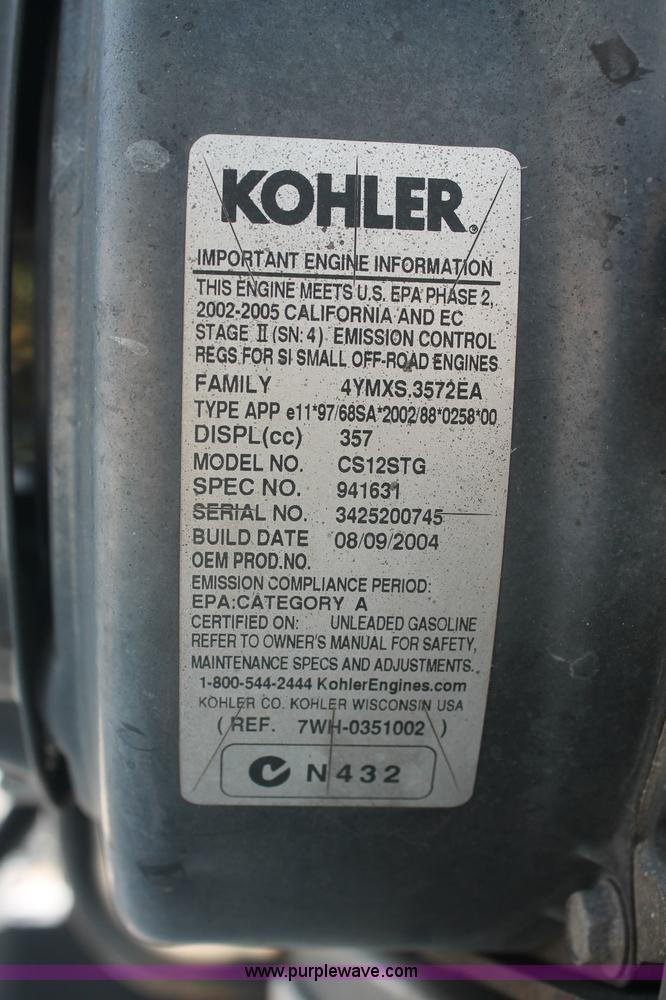 KOHLER®
IMPORTANT ENGINE INFORMATION
THIS ENGINE MEETS U.S. EPA PHASE 2,
2002-2005 CALIFORNIA AND EC
STAGE II (SN:4) EMISSION CONTROL
REGS FOR SI SMALL OFF-ROAD ENGINES
FAMILY 4YMXS.3572EA
TYPE APP e11*97/68SA*2002/88*0258*00
DISPL(cc) 357
MODEL NO. CS12STG
SPEC NO. 941631
SERIAL NO. 3425200745
BUILD DATE 08/09/2004
OEM PROD.NO.
EMISSION COMPLIANCE PERIOD:
EPA:CATEGORY A
CERTIFIED ON: UNLEADED GASOLINE
REFER TO OWNER'S MANUAL FOR SAFETY,
MAINTENANCE SPECS AND ADJUSTMENTS.
1-800-544-2444 KohlerEngines.com
KOHLER CO. KOHLER WISCONSIN USA
(REF. 7WH-0351002 )
N432
www.purplewave.com